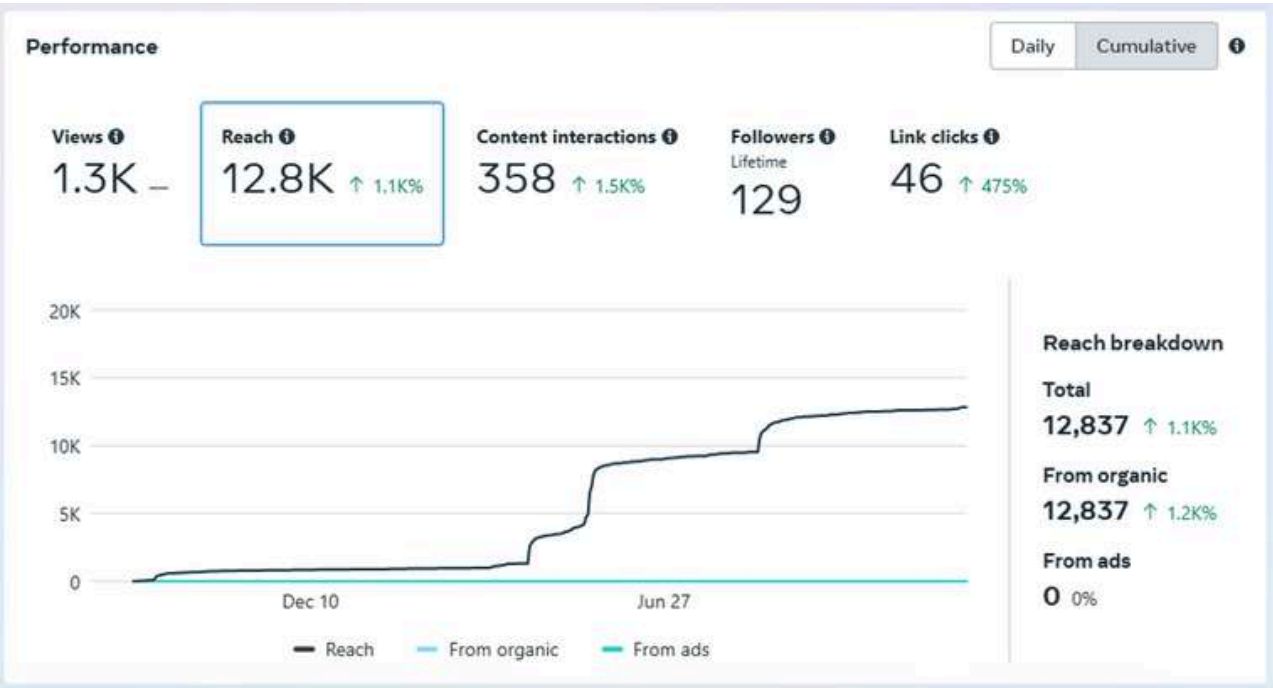 Performance
Daily Cumulative
Views Reach Content interactions Followers Link clicks
Lifetime
1.3K – 12.8K ↑ 1.1K% 358 ↑ 1.5K% 129 46 ↑ 475%
20K
15K
10K
5K
0
Dec 10 Jun 27
Reach From organic From ads
Reach breakdown
Total
12,837 ↑ 1.1K%
From organic
12,837 ↑ 1.2K%
From ads
0 0%